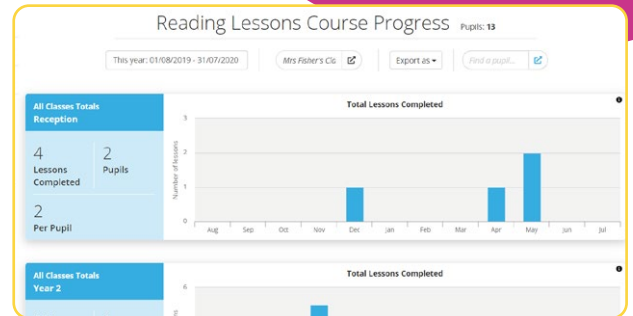 Reading Lessons Course Progress Pupils: 13
This year: 01/08/2019 - 31/07/2020 Mrs Fisher's Cla Export as Find a pupil...
All Classes Totals
Reception
4
Lessons
Completed
2
Pupils
2
Per Pupil
Total Lessons Completed
Number of lessons
3
2
1
0
Aug Sep Oct Nov Dec Jan Feb Mar Apr May Jun Jul
All Classes Totals
Year 2
Total Lessons Completed
6